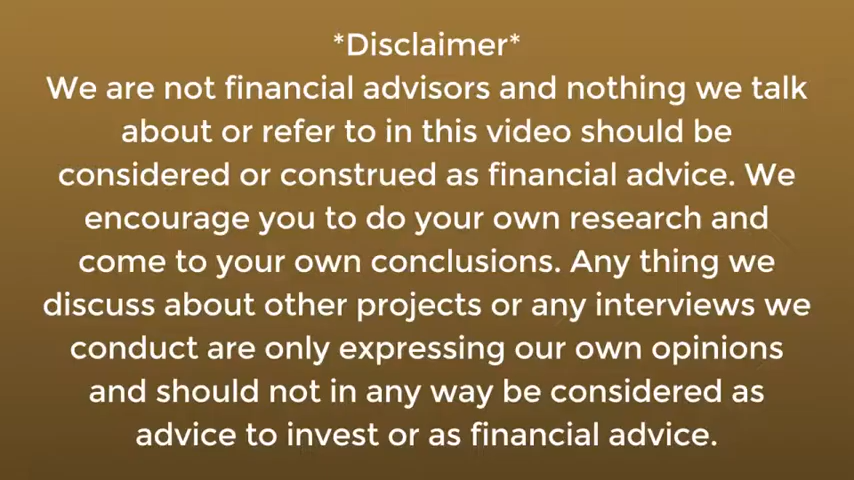 *Disclaimer*
We are not financial advisors and nothing we talk
about or refer to in this video should be
considered or construed as financial advice. We
encourage you to do your own research and
come to your own conclusions. Any thing we
discuss about other projects or any interviews we
conduct are only expressing our own opinions
and should not in any way be considered as
advice to invest or as financial advice.